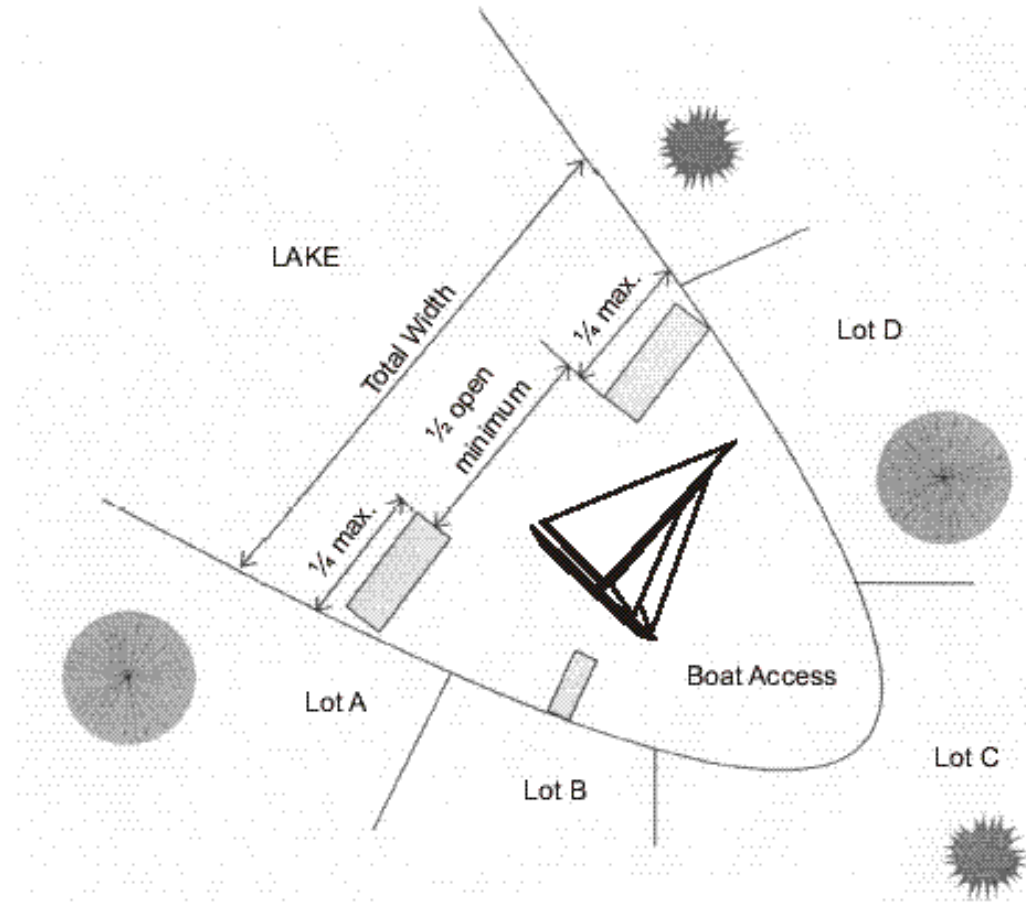 LAKE
Total Width
¼ max.
½ open
minimum
¼ max.
Lot D
Boat Access
Lot A
Lot C
Lot B